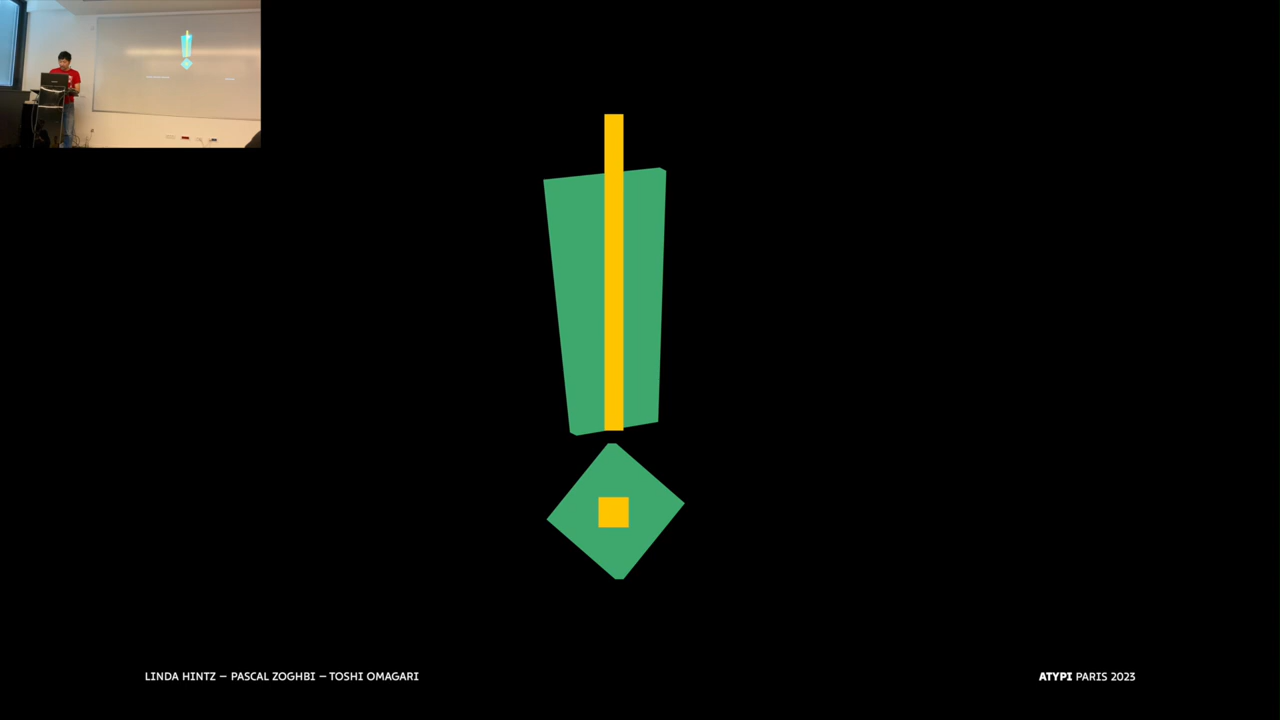 !
LINDA HINTZ — PASCAL ZOGHBI — TOSHI OMAGARI
ATYPI PARIS 2023